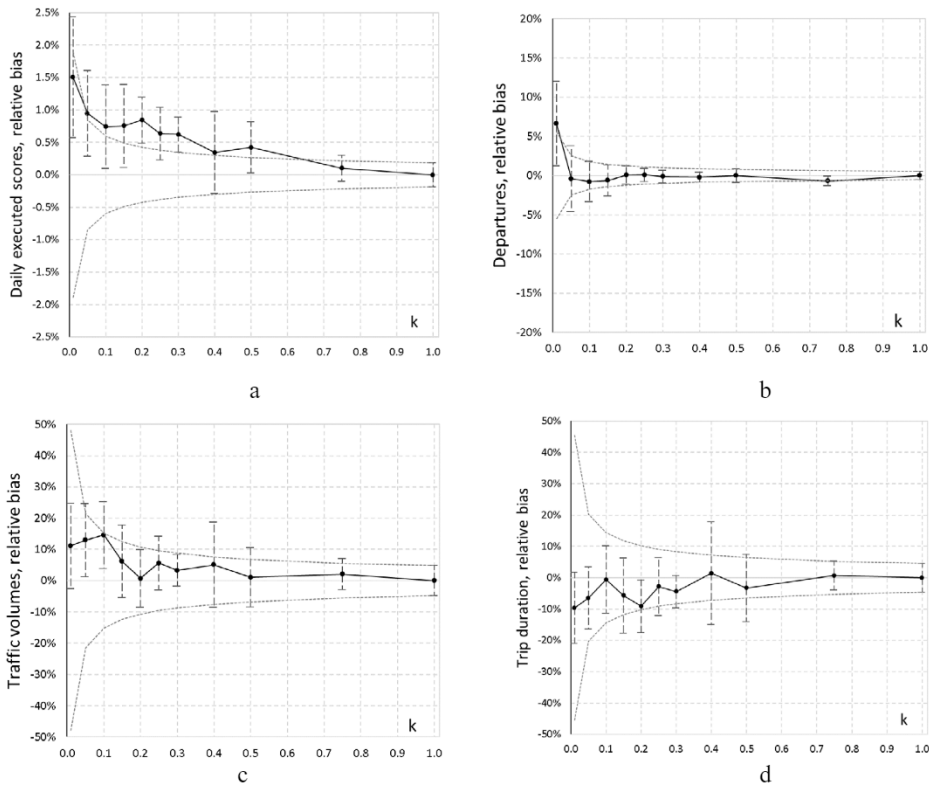 Daily executed scores, relative bias
2.5%
2.0%
1.5%
1.0%
0.5%
0.0%
-0.5%
-1.0%
-1.5%
-2.0%
-2.5%
k
0.0 0.1 0.2 0.3 0.4 0.5 0.6 0.7 0.8 0.9 1.0
a
Departures, relative bias
20%
15%
10%
5%
0%
-5%
-10%
-15%
-20%
k
0.0 0.1 0.2 0.3 0.4 0.5 0.6 0.7 0.8 0.9 1.0
b
Traffic volumes, relative bias
50%
40%
30%
20%
10%
0%
-10%
-20%
-30%
-40%
-50%
k
0.0 0.1 0.2 0.3 0.4 0.5 0.6 0.7 0.8 0.9 1.0
c
Trip duration, relative bias
50%
40%
30%
20%
10%
0%
-10%
-20%
-30%
-40%
-50%
k
0.0 0.1 0.2 0.3 0.4 0.5 0.6 0.7 0.8 0.9 1.0
d